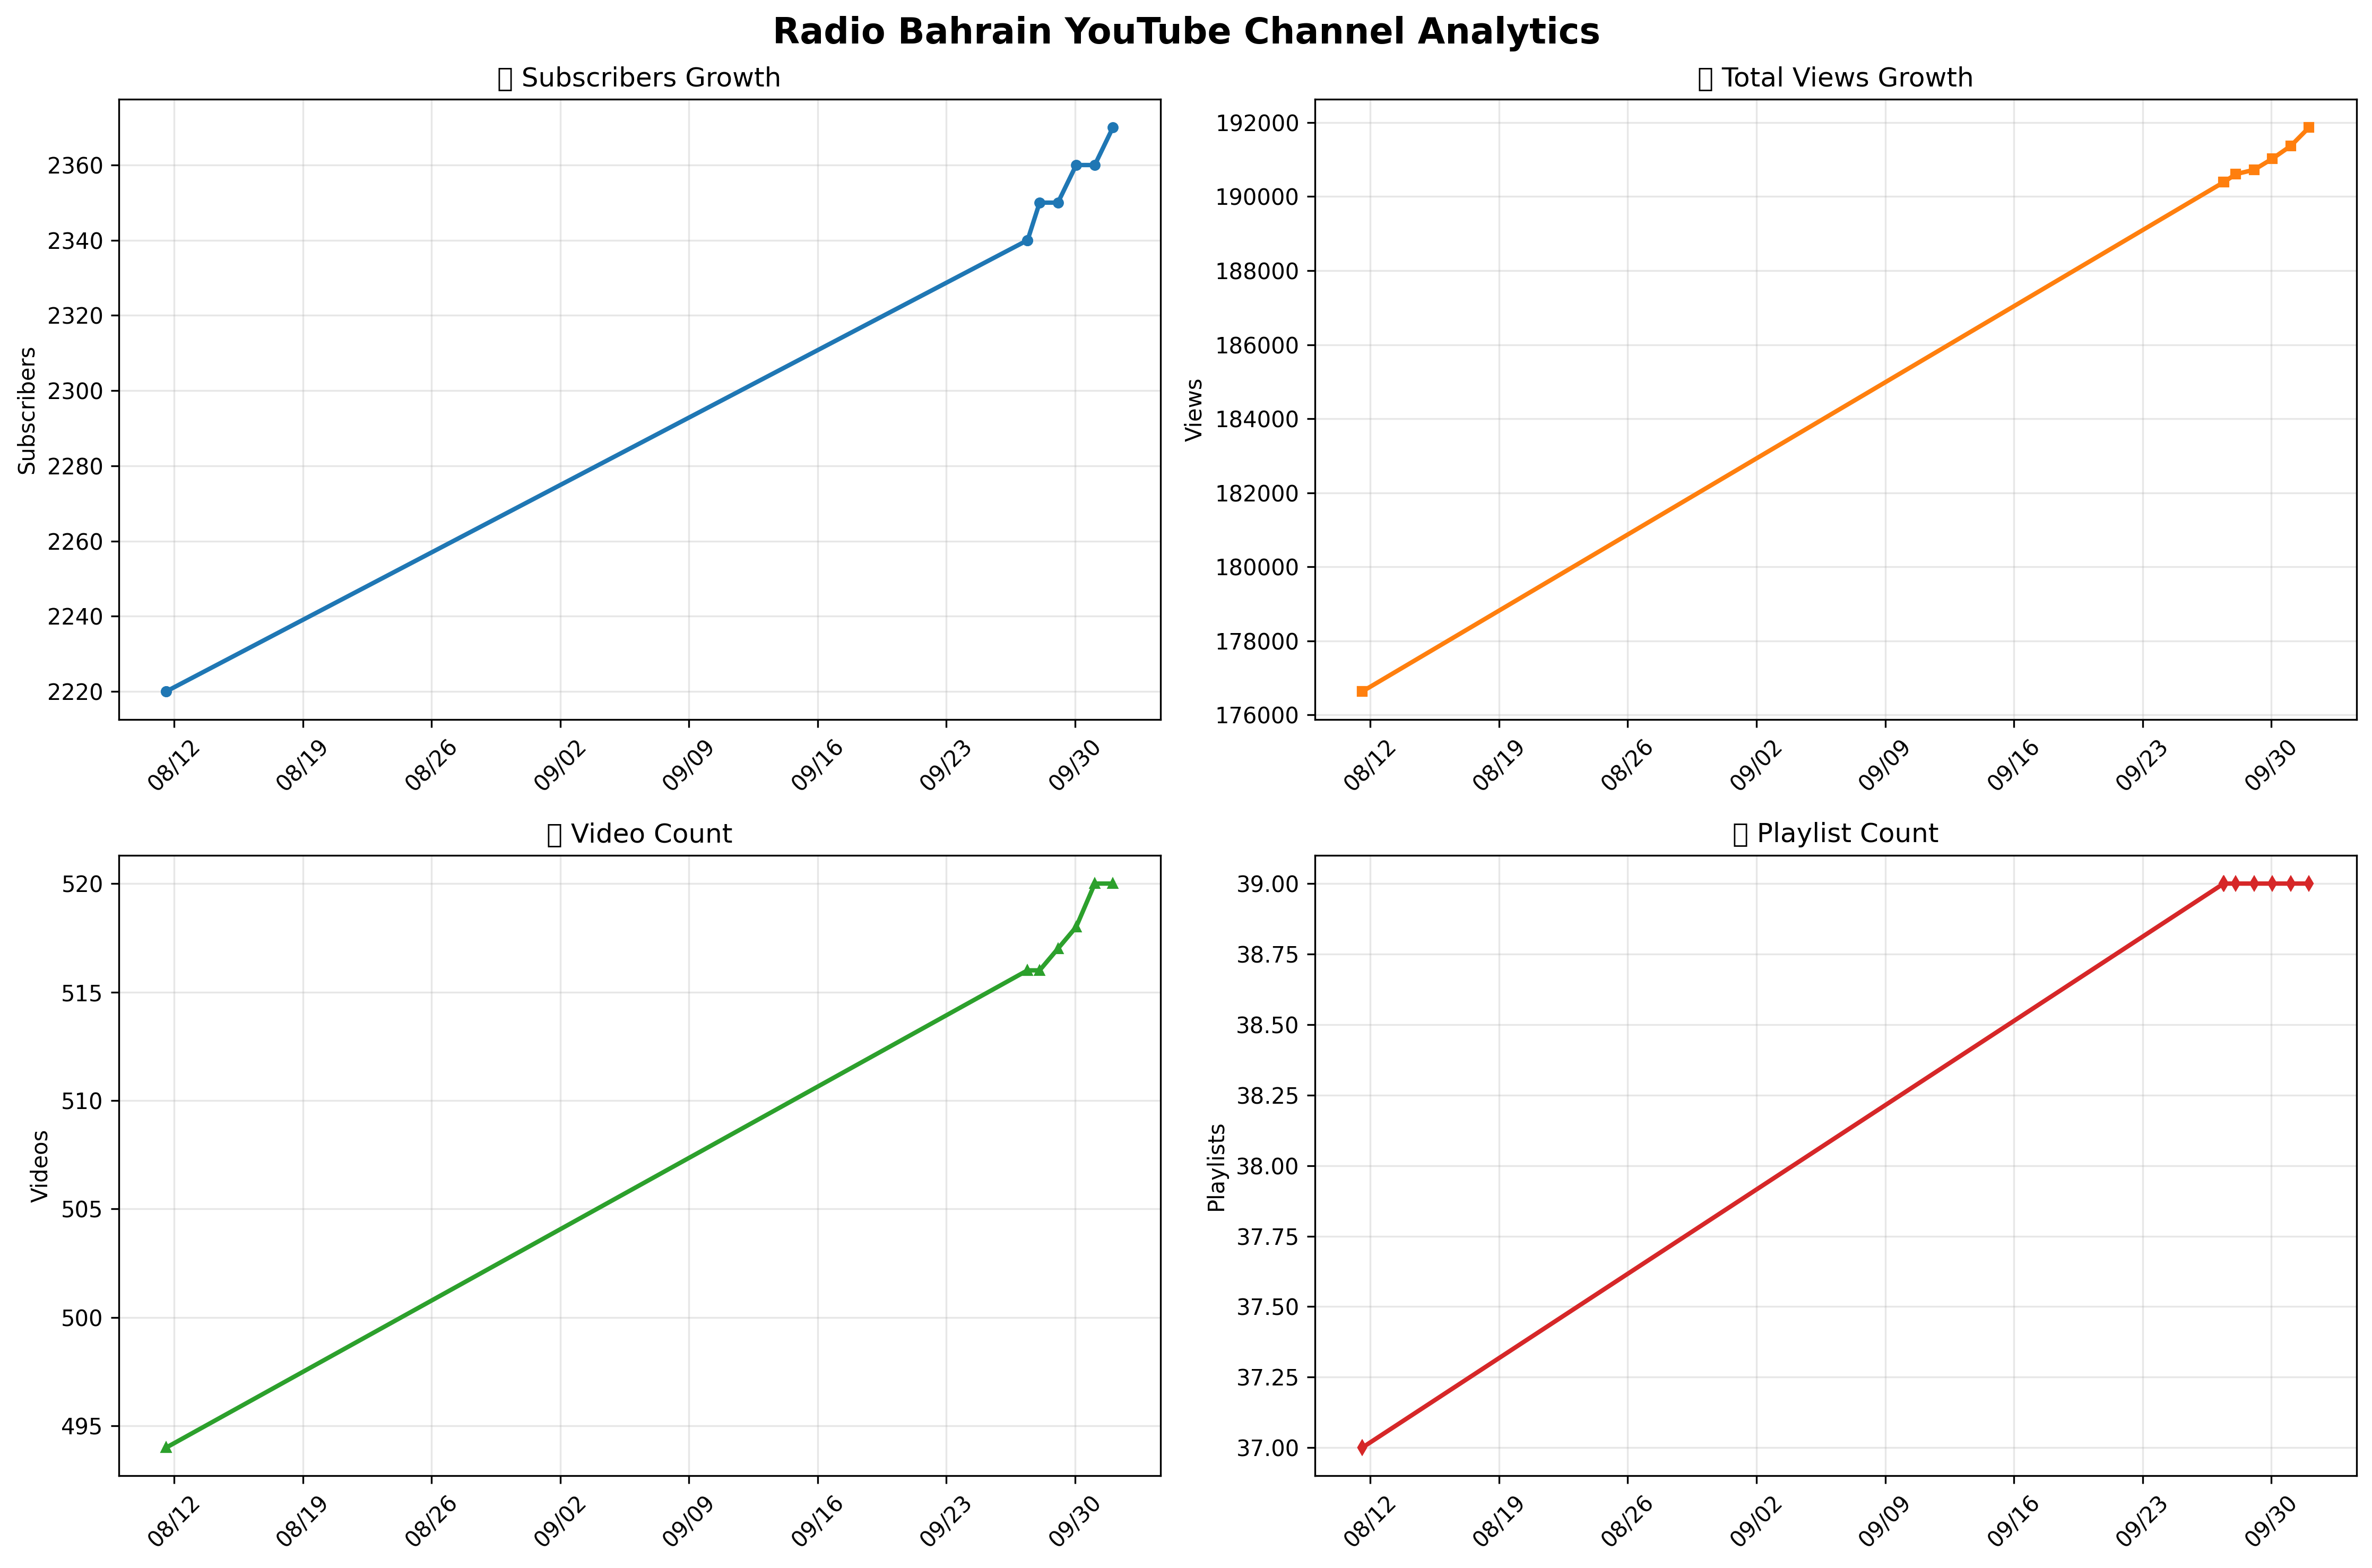 Radio Bahrain YouTube Channel Analytics
▯ Subscribers Growth
Subscribers
2360
2340
2320
2300
2280
2260
2240
2220
08/12 08/19 08/26 09/02 09/09 09/16 09/23 09/30
▯ Total Views Growth
Views
192000
190000
188000
186000
184000
182000
180000
178000
176000
08/12 08/19 08/26 09/02 09/09 09/16 09/23 09/30
▯ Video Count
Videos
520
515
510
505
500
495
08/12 08/19 08/26 09/02 09/09 09/16 09/23 09/30
▯ Playlist Count
Playlists
39.00
38.75
38.50
38.25
38.00
37.75
37.50
37.25
37.00
08/12 08/19 08/26 09/02 09/09 09/16 09/23 09/30